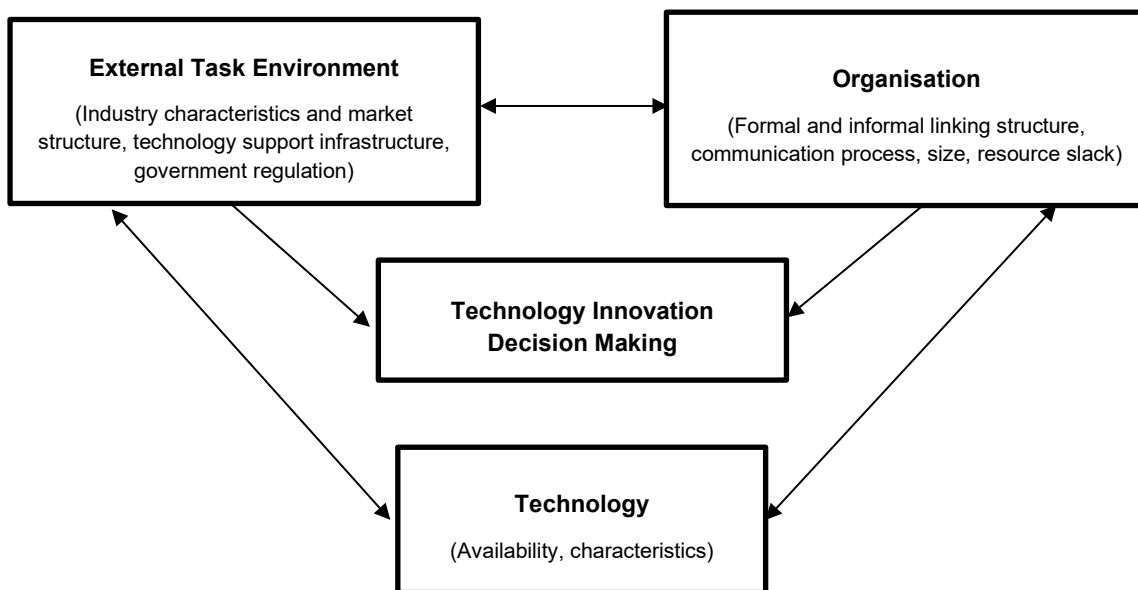 External Task Environment
(Industry characteristics and market
structure, technology support infrastructure,
government regulation)
Organisation
(Formal and informal linking structure,
communication process, size, resource slack)
Technology Innovation
Decision Making
Technology
(Availability, characteristics)